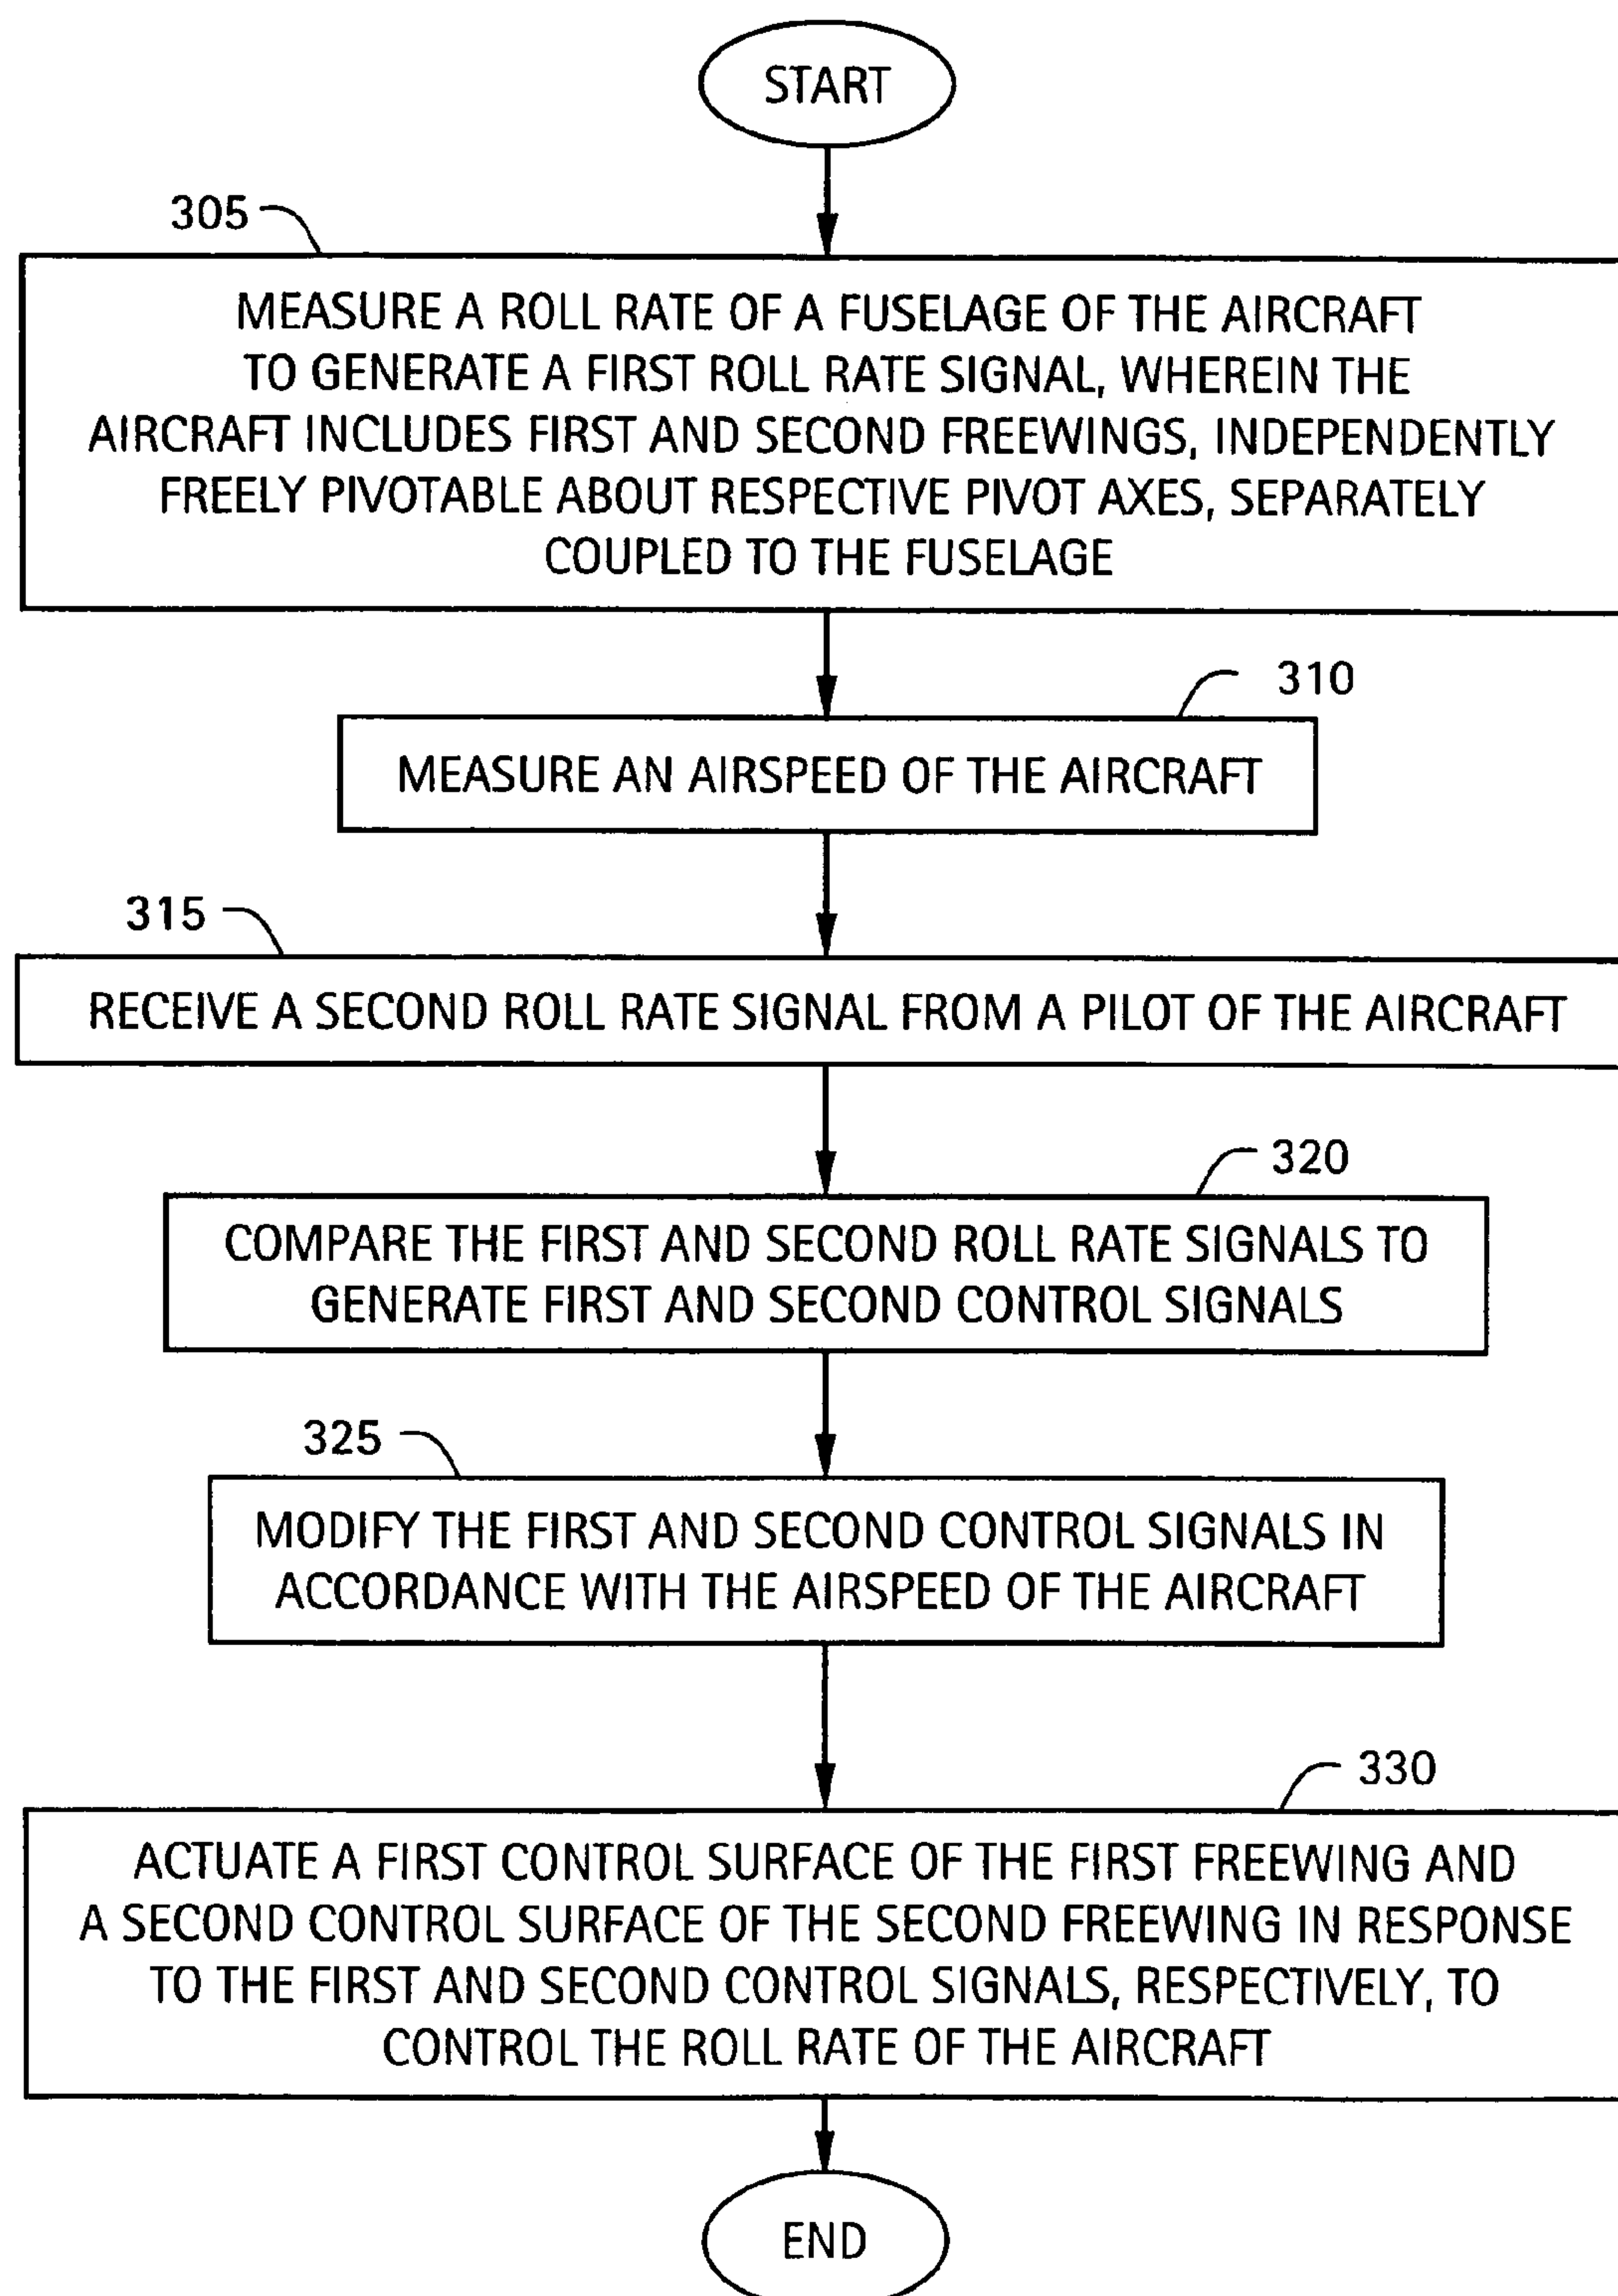 START
305
MEASURE A ROLL RATE OF A FUSELAGE OF THE AIRCRAFT
TO GENERATE A FIRST ROLL RATE SIGNAL, WHEREIN THE
AIRCRAFT INCLUDES FIRST AND SECOND FREEWINGS, INDEPENDENTLY
FREELY PIVOTABLE ABOUT RESPECTIVE PIVOT AXES, SEPARATELY
COUPLED TO THE FUSELAGE
310
MEASURE AN AIRSPEED OF THE AIRCRAFT
315
RECEIVE A SECOND ROLL RATE SIGNAL FROM A PILOT OF THE AIRCRAFT
320
COMPARE THE FIRST AND SECOND ROLL RATE SIGNALS TO
GENERATE FIRST AND SECOND CONTROL SIGNALS
325
MODIFY THE FIRST AND SECOND CONTROL SIGNALS IN
ACCORDANCE WITH THE AIRSPEED OF THE AIRCRAFT
330
ACTUATE A FIRST CONTROL SURFACE OF THE FIRST FREEWING AND
A SECOND CONTROL SURFACE OF THE SECOND FREEWING IN RESPONSE
TO THE FIRST AND SECOND CONTROL SIGNALS, RESPECTIVELY, TO
CONTROL THE ROLL RATE OF THE AIRCRAFT
END